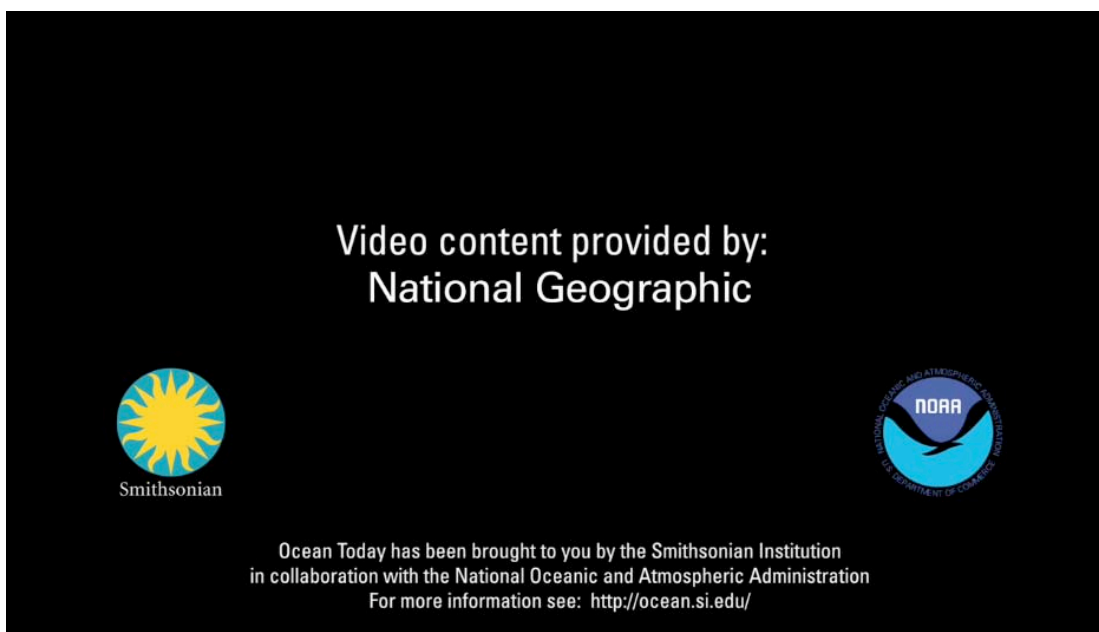 Video content provided by:
National Geographic
Smithsonian
NATIONAL OCEANIC AND ATMOSPHERIC ADMINISTRATION
NOAA
U.S. DEPARTMENT OF COMMERCE
Ocean Today has been brought to you by the Smithsonian Institution
in collaboration with the National Oceanic and Atmospheric Administration
For more information see: http://ocean.si.edu/